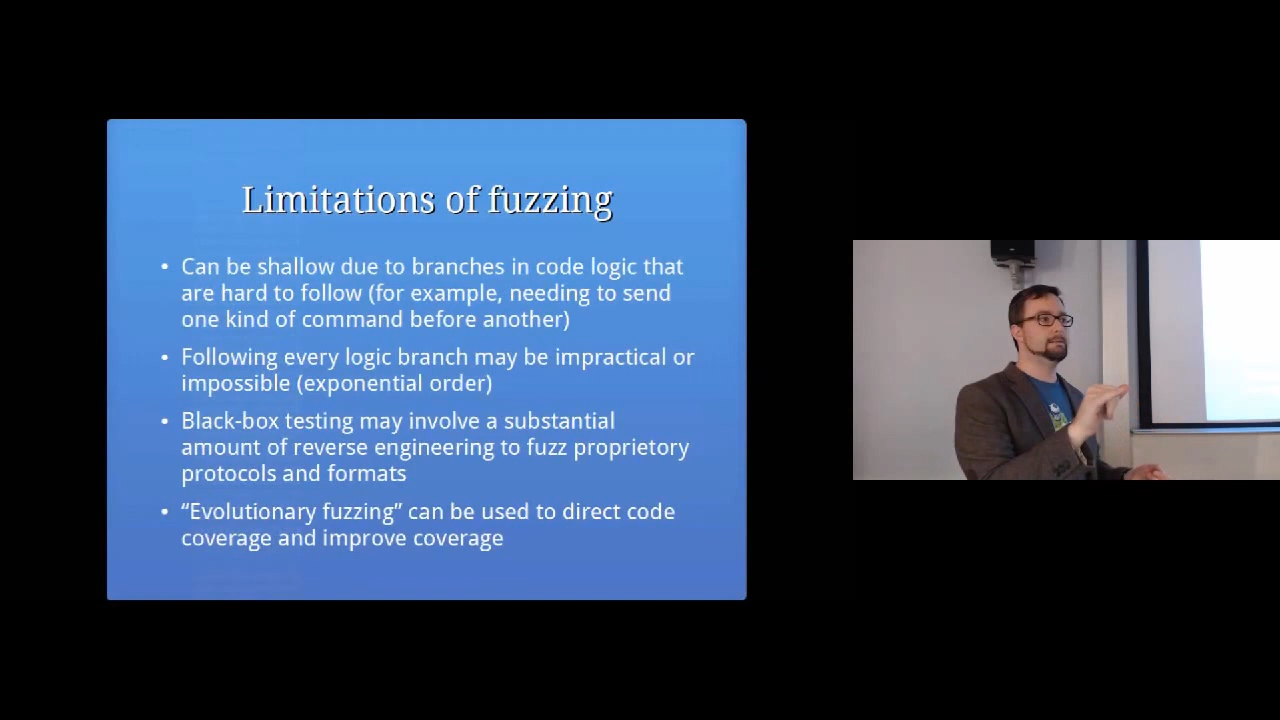 Limitations of fuzzing
• Can be shallow due to branches in code logic that
are hard to follow (for example, needing to send
one kind of command before another)
• Following every logic branch may be impractical or
impossible (exponential order)
• Black-box testing may involve a substantial
amount of reverse engineering to fuzz proprietory
protocols and formats
• “Evolutionary fuzzing” can be used to direct code
coverage and improve coverage